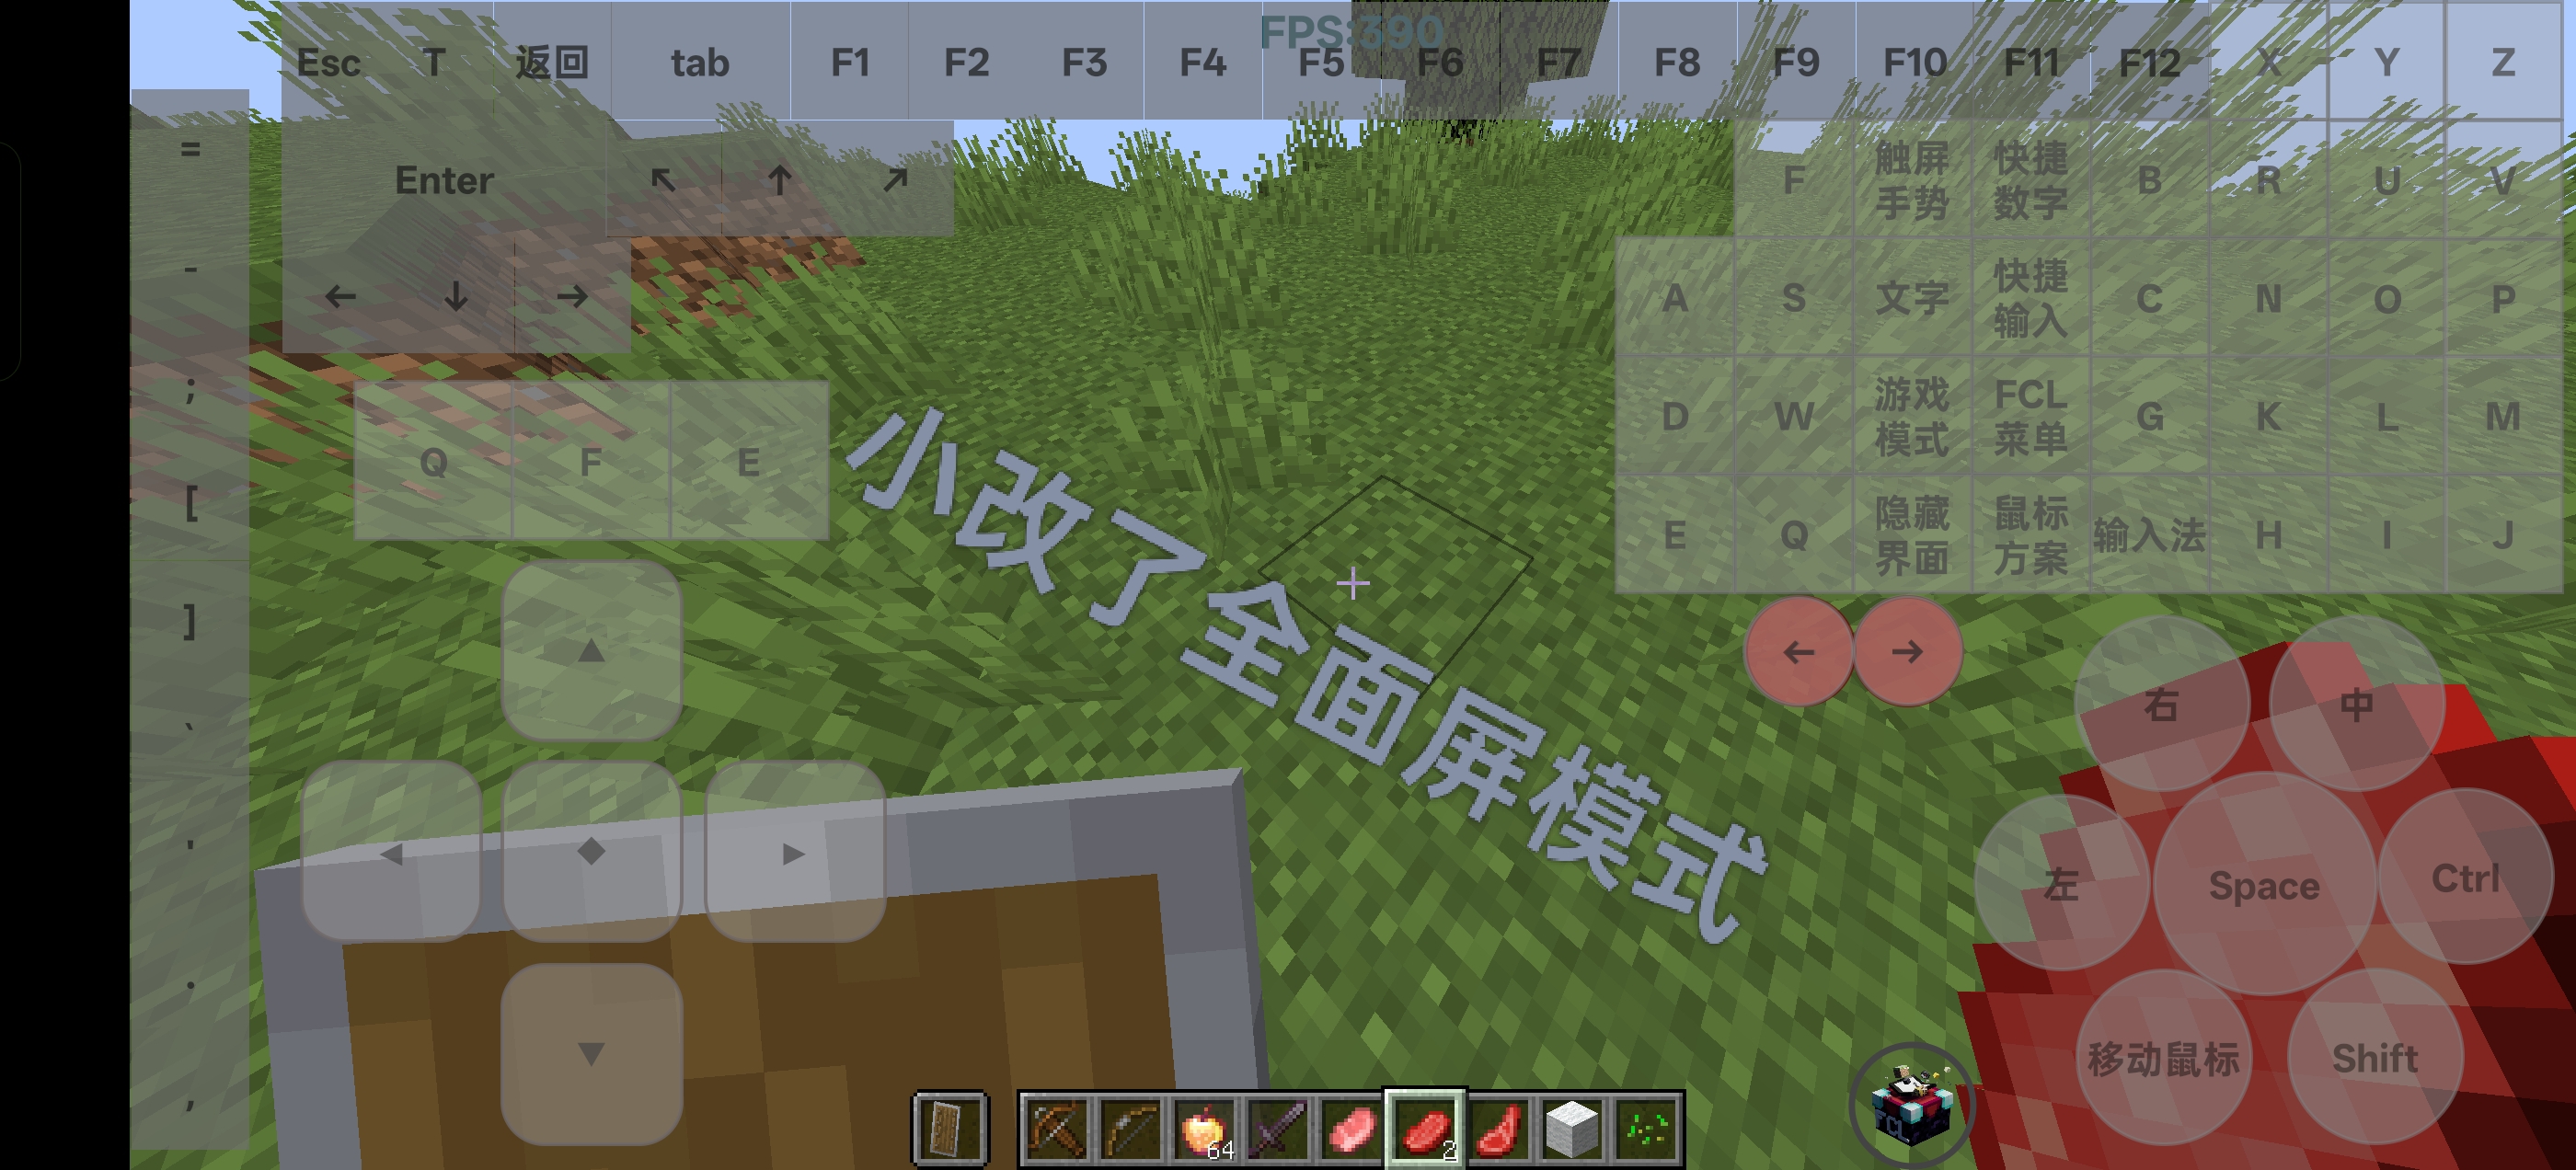 FPS:390
Esc T 返回 tab F1 F2 F3 F4 F5 F6 F7 F8 F9 F10 F11 F12 X Y Z
=
Enter ↖ ↑ ↗
F 触屏手势 快捷数字 B R U V
-
← ↓ →
A S 文字 快捷输入 C N O P
;
D W 游戏模式 FCL菜单 G K L M
Q F E
[
E Q 隐藏界面 鼠标方案 输入法 H I J
]
小改了 全面屏模式
▲
← →
右 中
`
'
◀ ◆ ▶
左 Space Ctrl
.
▼
移动鼠标 Shift
,
64
2
FCL